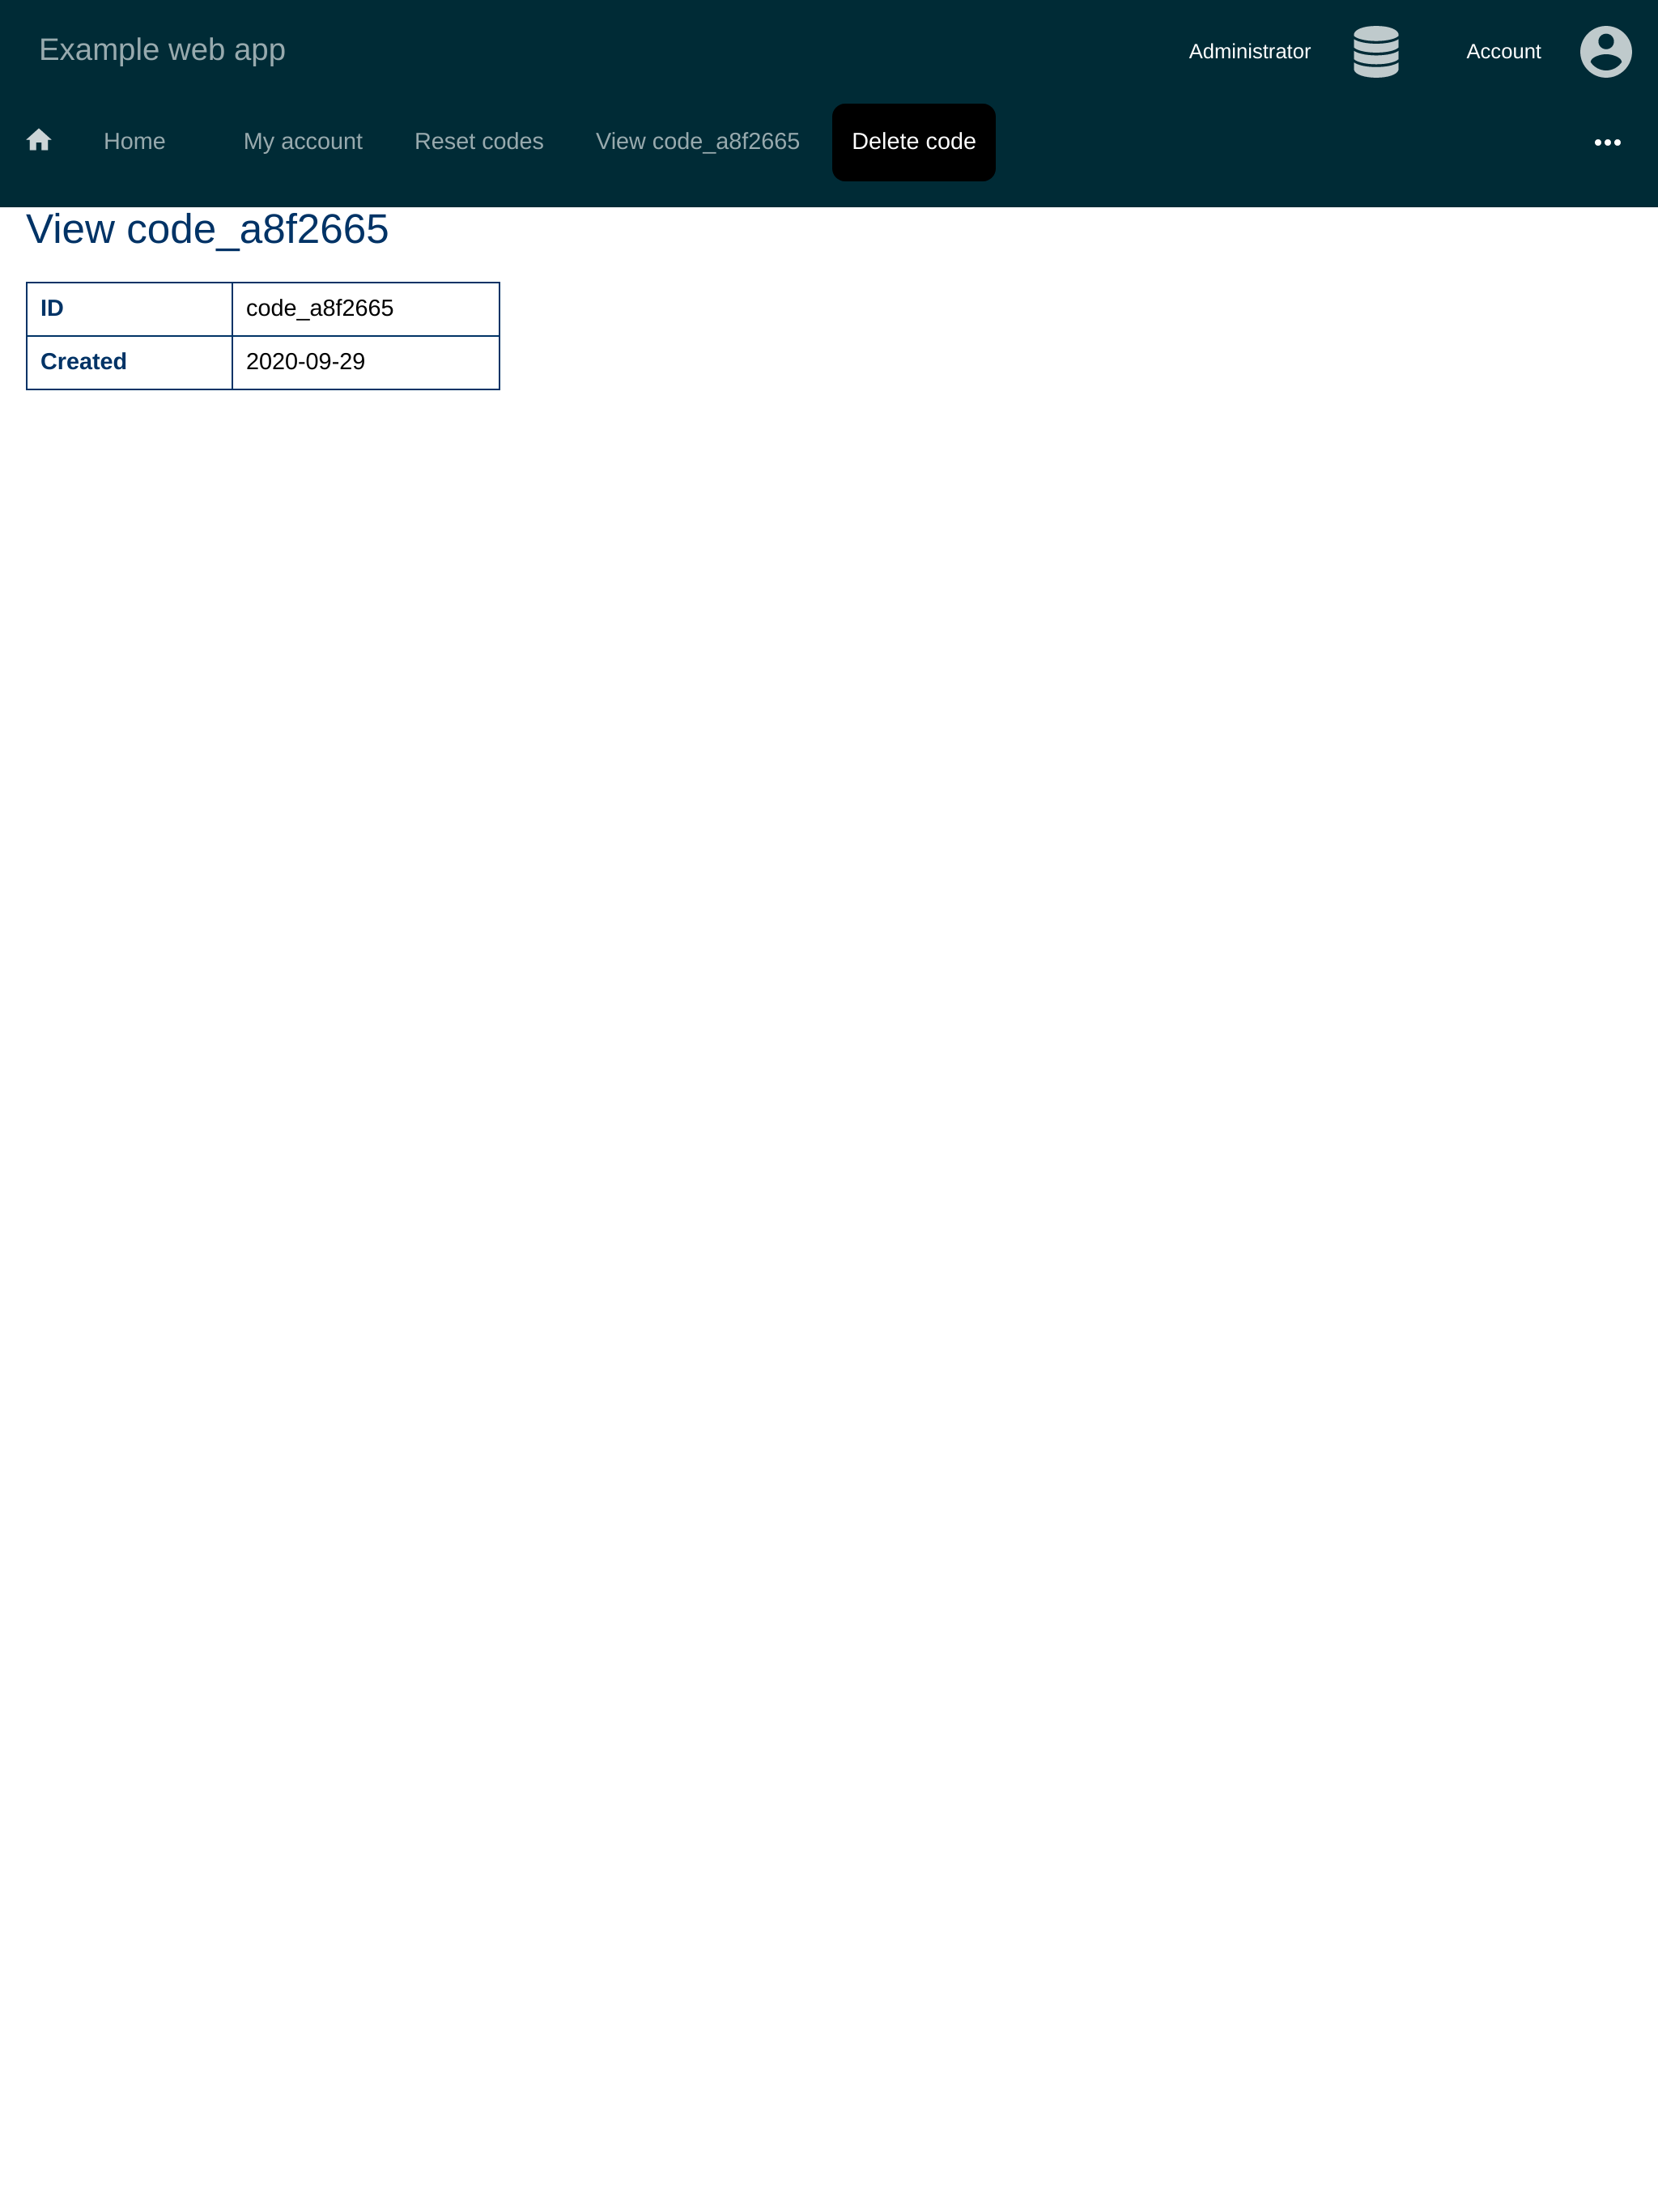 Example web app
Administrator
Account
Home
My account
Reset codes
View code_a8f2665
Delete code
View code_a8f2665
ID
code_a8f2665
Created
2020-09-29